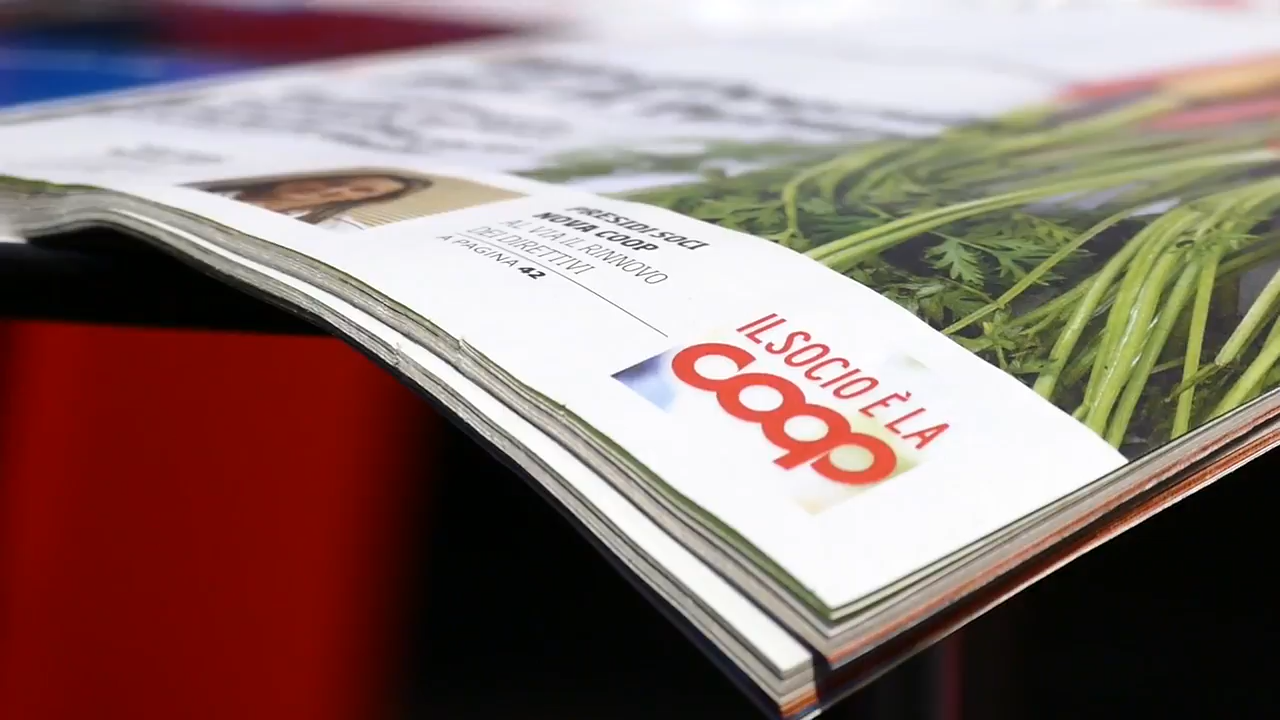 PRESIDI SOCI
NOVA COOP
AL VIA IL RINNOVO
DEI DIRETTIVI
A PAGINA 42
IL SOCIO È LA
coop